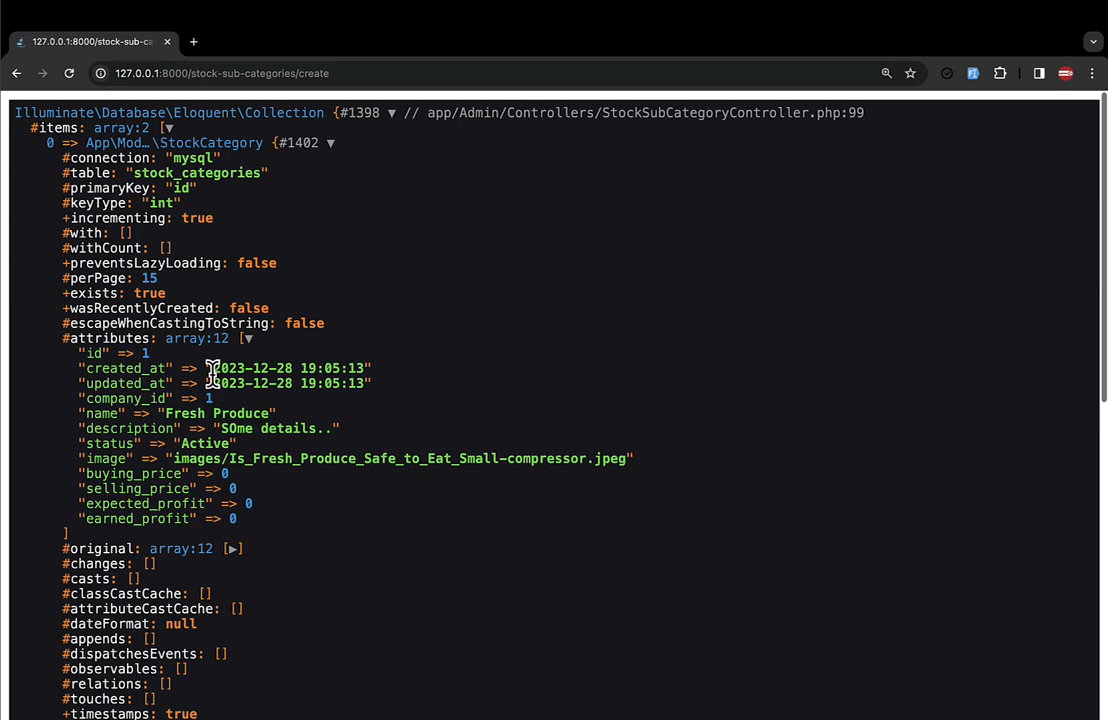 127.0.0.1:8000/stock-sub-ca
127.0.0.1:8000/stock-sub-categories/create
Illuminate\Database\Eloquent\Collection {#1398 ▼ // app/Admin/Controllers/StockSubCategoryController.php:99
#items: array:2 [▼
0 => App\Mod…\StockCategory {#1402 ▼
#connection: "mysql"
#table: "stock_categories"
#primaryKey: "id"
#keyType: "int"
+incrementing: true
#with: []
#withCount: []
+preventsLazyLoading: false
#perPage: 15
+exists: true
+wasRecentlyCreated: false
#escapeWhenCastingToString: false
#attributes: array:12 [▼
"id" => 1
"created_at" => "2023-12-28 19:05:13"
"updated_at" => "2023-12-28 19:05:13"
"company_id" => 1
"name" => "Fresh Produce"
"description" => "SOme details.."
"status" => "Active"
"image" => "images/Is_Fresh_Produce_Safe_to_Eat_Small-compressor.jpeg"
"buying_price" => 0
"selling_price" => 0
"expected_profit" => 0
"earned_profit" => 0
]
#original: array:12 [▶]
#changes: []
#casts: []
#classCastCache: []
#attributeCastCache: []
#dateFormat: null
#appends: []
#dispatchesEvents: []
#observables: []
#relations: []
#touches: []
+timestamps: true